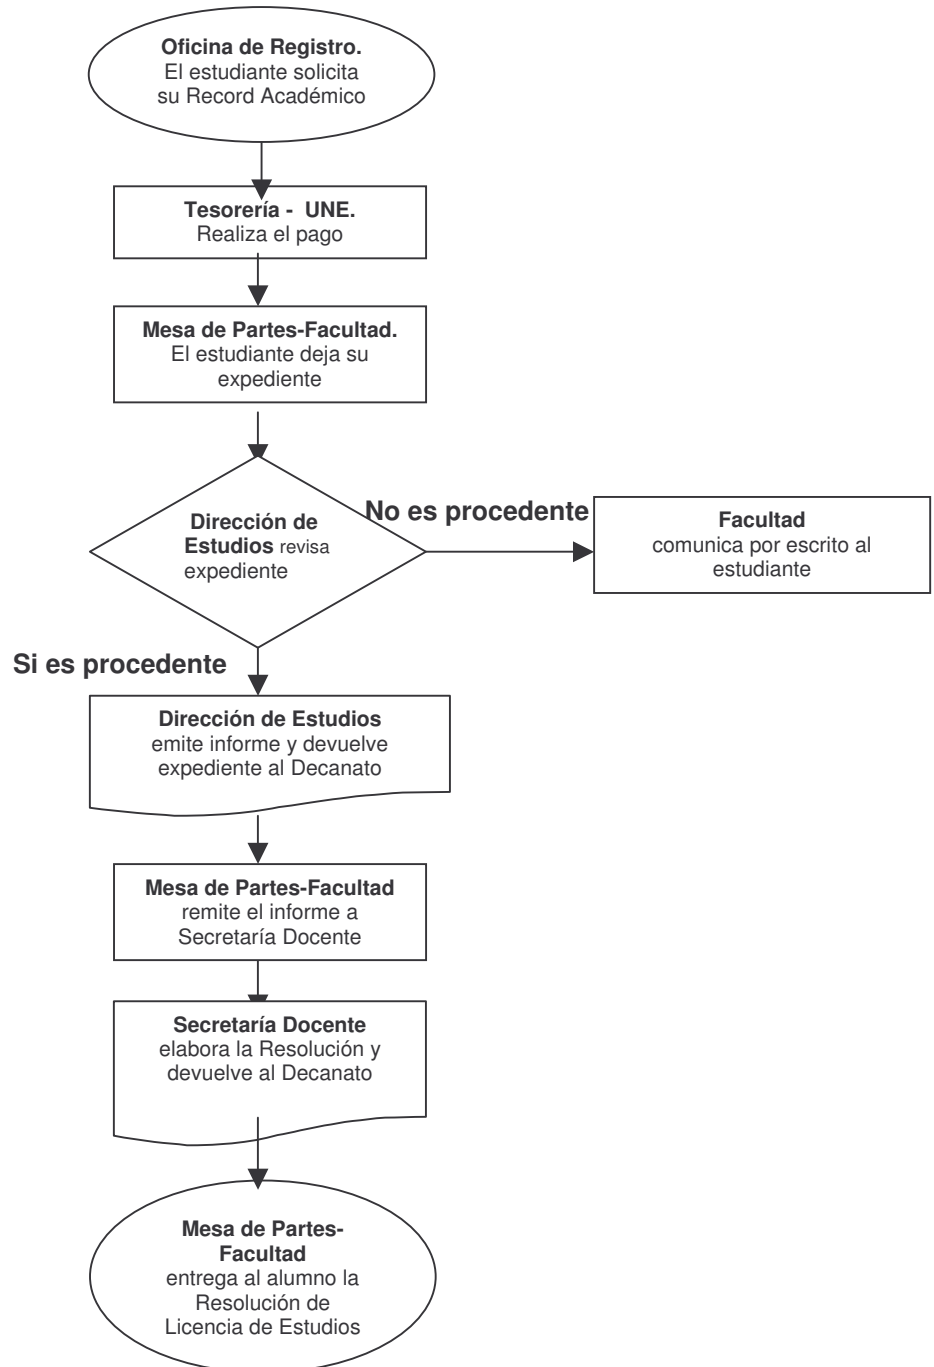 Oficina de Registro.
El estudiante solicita
su Record Académico
Tesorería -  UNE.
Realiza el pago
Mesa de Partes-Facultad.
El estudiante deja su
expediente
Dirección de
Estudios revisa
expediente
No es procedente
Facultad
comunica por escrito al
estudiante
Si es procedente
Dirección de Estudios
emite informe y devuelve
expediente al Decanato
Mesa de Partes-Facultad
remite el informe a
Secretaría Docente
Secretaría Docente
elabora la Resolución y
devuelve al Decanato
Mesa de Partes-
Facultad
entrega al alumno la
Resolución de
Licencia de Estudios